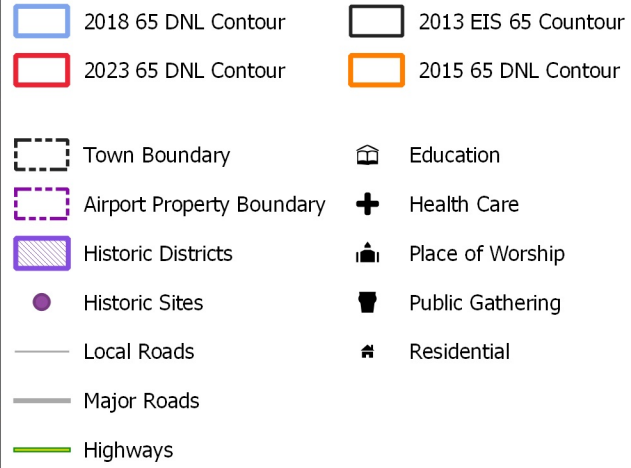 2018 65 DNL Contour
2013 EIS 65 Countour
2023 65 DNL Contour
2015 65 DNL Contour
Town Boundary
Education
Airport Property Boundary
Health Care
Historic Districts
Place of Worship
Historic Sites
Public Gathering
Local Roads
Residential
Major Roads
Highways